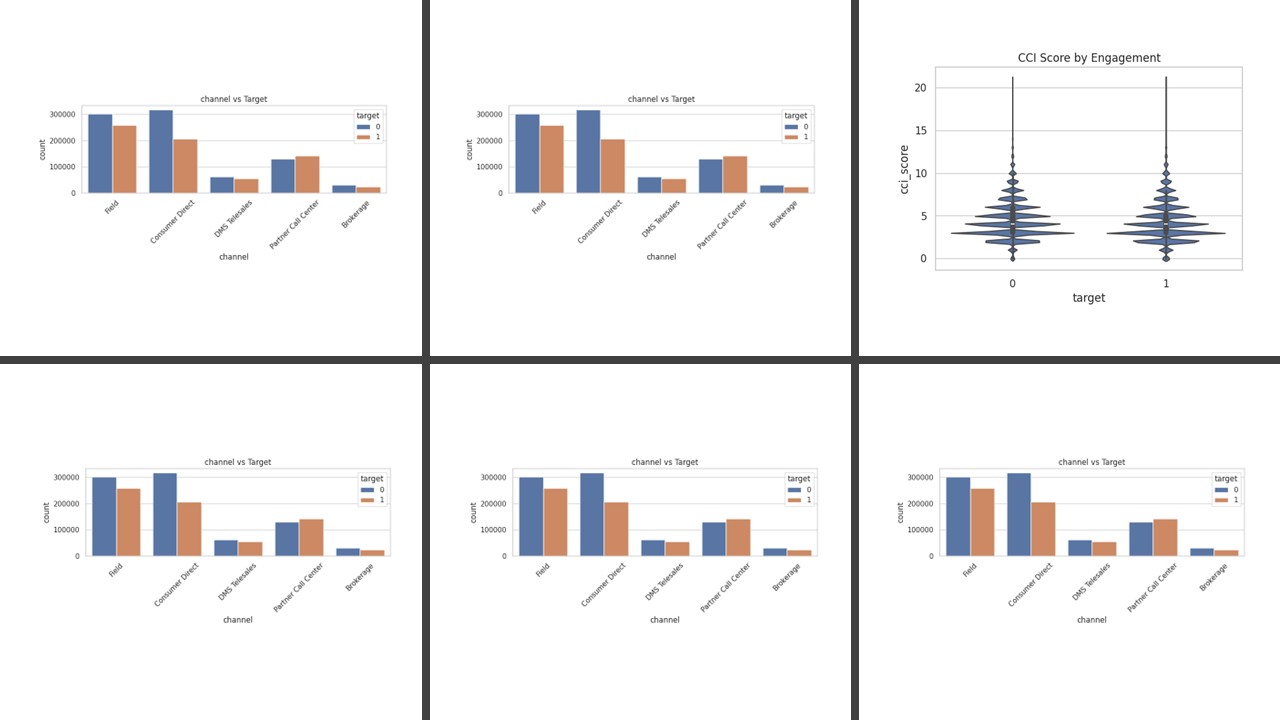 channel vs Target
target
0
1
300000
200000
100000
0
count
Field
Consumer Direct
DMS Telesales
Partner Call Center
Brokerage
channel
channel vs Target
target
0
1
300000
200000
100000
0
count
Field
Consumer Direct
DMS Telesales
Partner Call Center
Brokerage
channel
CCI Score by Engagement
20
15
10
5
0
cci_score
0
1
target
channel vs Target
target
0
1
300000
200000
100000
0
count
Field
Consumer Direct
DMS Telesales
Partner Call Center
Brokerage
channel
channel vs Target
target
0
1
300000
200000
100000
0
count
Field
Consumer Direct
DMS Telesales
Partner Call Center
Brokerage
channel
channel vs Target
target
0
1
300000
200000
100000
0
count
Field
Consumer Direct
DMS Telesales
Partner Call Center
Brokerage
channel